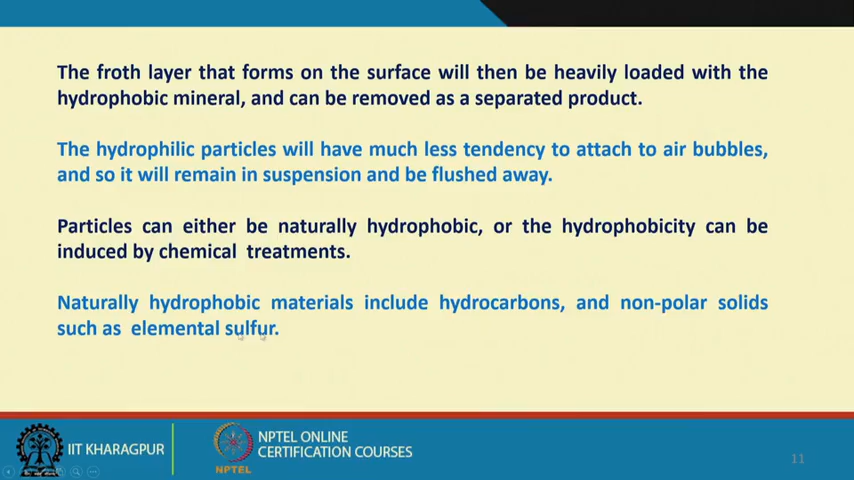 The froth layer that forms on the surface will then be heavily loaded with the
hydrophobic mineral, and can be removed as a separated product.
The hydrophilic particles will have much less tendency to attach to air bubbles,
and so it will remain in suspension and be flushed away.
Particles can either be naturally hydrophobic, or the hydrophobicity can be
induced by chemical treatments.
Naturally hydrophobic materials include hydrocarbons, and non-polar solids
such as elemental sulfur.
IIT KHARAGPUR
NPTEL
NPTEL ONLINE
CERTIFICATION COURSES
11